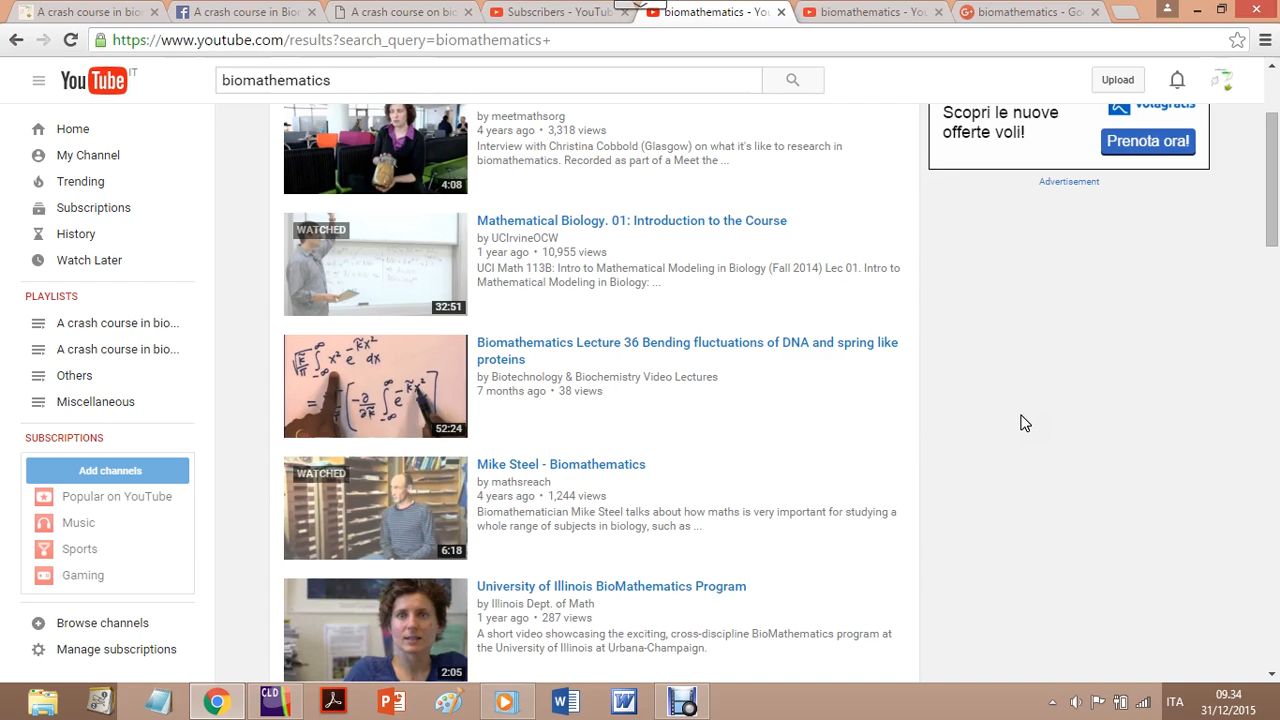 A crash course in biol
A crash course in Bion
A crash course on bio
Subscribers - YouTub
biomathematics - You
biomathematics - You
biomathematics - Go
https://www.youtube.com/results?search_query=biomathematics+
YouTube IT
biomathematics
Upload
Home
My Channel
Trending
Subscriptions
History
Watch Later
PLAYLISTS
A crash course in bio...
A crash course in bio...
Others
Miscellaneous
SUBSCRIPTIONS
Add channels
Popular on YouTube
Music
Sports
Gaming
Browse channels
Manage subscriptions
by meetmathsorg
4 years ago • 3,318 views
Interview with Christina Cobbold (Glasgow) on what it's like to research in
biomathematics. Recorded as part of a Meet the ...
4:08
WATCHED
32:51
Mathematical Biology. 01: Introduction to the Course
by UCIrvineOCW
1 year ago • 10,955 views
UCI Math 113B: Intro to Mathematical Modeling in Biology (Fall 2014) Lec 01. Intro to
Mathematical Modeling in Biology: ...
52:24
Biomathematics Lecture 36 Bending fluctuations of DNA and spring like
proteins
by Biotechnology & Biochemistry Video Lectures
7 months ago • 38 views
WATCHED
6:18
Mike Steel - Biomathematics
by mathsreach
4 years ago • 1,244 views
Biomathematician Mike Steel talks about how maths is very important for studying a
whole range of subjects in biology, such as ...
2:05
University of Illinois BioMathematics Program
by Illinois Dept. of Math
1 year ago • 287 views
A short video showcasing the exciting, cross-discipline BioMathematics program at
the University of Illinois at Urbana-Champaign.
Scopri le nuove
offerte voli!
volagratis
Prenota ora!
Advertisement
CLD
ITA
09.34
31/12/2015